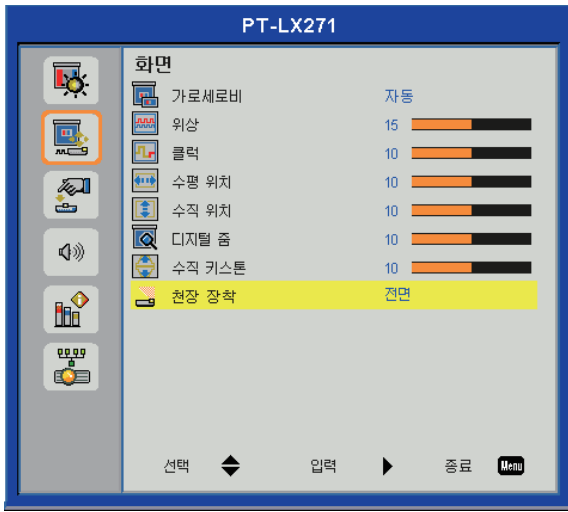 PT-LX271
화면
가로세로비 자동
위상 15
클럭 10
수평 위치 10
수직 위치 10
디지털 줌 10
수직 키스톤 10
천장 장착 전면
선택 입력 종료 Menu